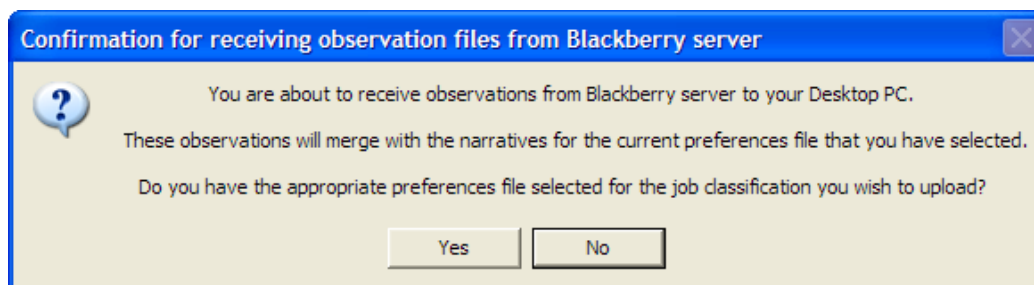 Confirmation for receiving observation files from Blackberry server
You are about to receive observations from Blackberry server to your Desktop PC.
These observations will merge with the narratives for the current preferences file that you have selected.
Do you have the appropriate preferences file selected for the job classification you wish to upload?
Yes No